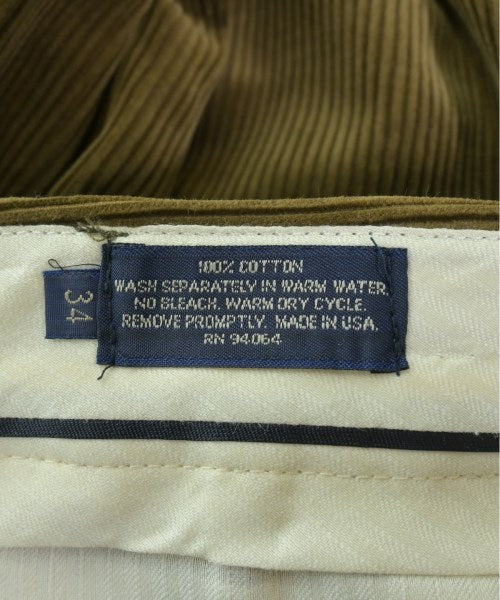 100% COTTON
WASH SEPARATELY IN WARM WATER.
NO BLEACH. WARM DRY CYCLE.
REMOVE PROMPTLY. MADE IN USA.
RN 94064
34